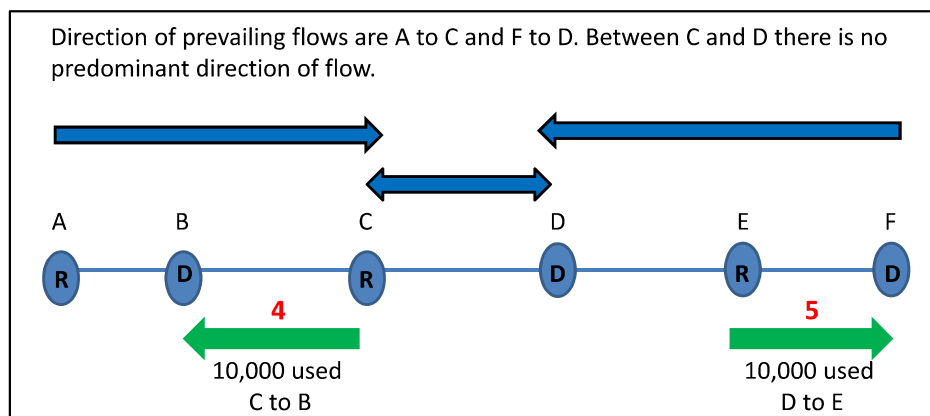 Direction of prevailing flows are A to C and F to D. Between C and D there is no
predominant direction of flow.
A B C D E F
R D R D R D
4 5
10,000 used 10,000 used
C to B D to E